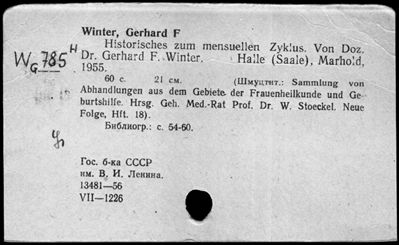 Winter, Gerhard F
Historisches zum mensuellen Zyklus. Von Doz.
Dr. Gerhard F. Winter. Halle (Saale), Marhold,
1955.
60 с. 21 см. (Шмуцтит.: Sammlung von
Abhandlungen aus dem Gebiete der Frauenheilkunde und Ge-
burtshilfe. Hrsg. Geh. Med.-Rat Prof. Dr. W. Stoeckel. Neue
Folge, Hft. 18).
Библиогр.: с. 54-60.
Гос. б-ка СССР
им. В. И. Ленина.
13481—56
VII—1226
W 785 H
G